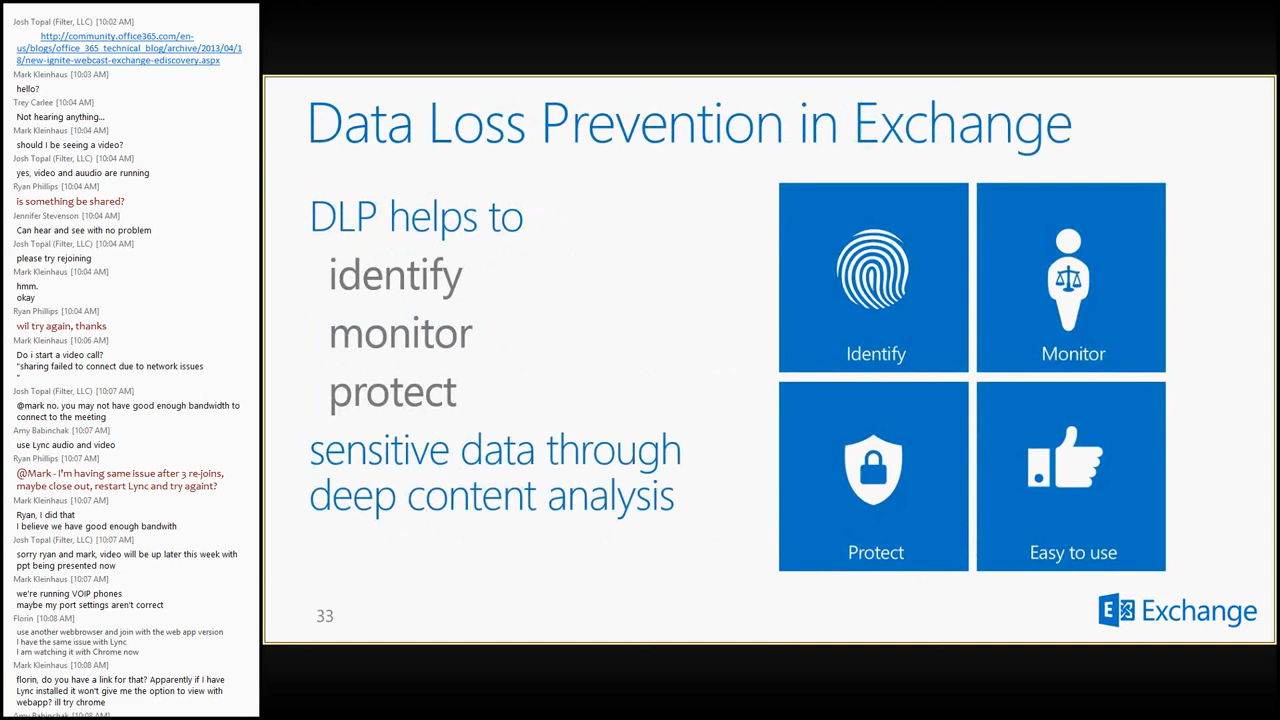 Josh Topal (Filter, LLC) [10:02 AM]
http://community.office365.com/en-
us/blogs/office_365_technical_blog/archive/2013/04/1
8/new-ignite-webcast-exchange-ediscovery.aspx
Mark Kleinhaus [10:03 AM]
hello?
Trey Carlee [10:04 AM]
Not hearing anything...
Mark Kleinhaus [10:04 AM]
should I be seeing a video?
Josh Topal (Filter, LLC) [10:04 AM]
yes, video and auudio are running
Ryan Phillips [10:04 AM]
is something be shared?
Jennifer Stevenson [10:04 AM]
Can hear and see with no problem
Josh Topal (Filter, LLC) [10:04 AM]
please try rejoining
Mark Kleinhaus [10:04 AM]
hmm.
okay
Ryan Phillips [10:04 AM]
wil try again, thanks
Mark Kleinhaus [10:06 AM]
Do i start a video call?
"sharing failed to connect due to network issues
"
Josh Topal (Filter, LLC) [10:07 AM]
@mark no. you may not have good enough bandwidth to
connect to the meeting
Amy Babinchak [10:07 AM]
use Lync audio and video
Ryan Phillips [10:07 AM]
@Mark - I'm having same issue after 3 re-joins,
maybe close out, restart Lync and try againt?
Mark Kleinhaus [10:07 AM]
Ryan, I did that
I believe we have good enough bandwith
Josh Topal (Filter, LLC) [10:07 AM]
sorry ryan and mark, video will be up later this week with
ppt being presented now
Mark Kleinhaus [10:07 AM]
we're running VOIP phones
maybe my port settings aren't correct
Florin [10:08 AM]
use another webbrowser and join with the web app version
I have the same issue with Lync
I am watching it with Chrome now
Mark Kleinhaus [10:08 AM]
florin, do you have a link for that? Apparently if I have
Lync installed it won't give me the option to view with
webapp? ill try chrome
Amy Babinchak [10:08 AM]
Data Loss Prevention in Exchange
DLP helps to
identify
monitor
protect
sensitive data through
deep content analysis
Identify
Monitor
Protect
Easy to use
33
Exchange